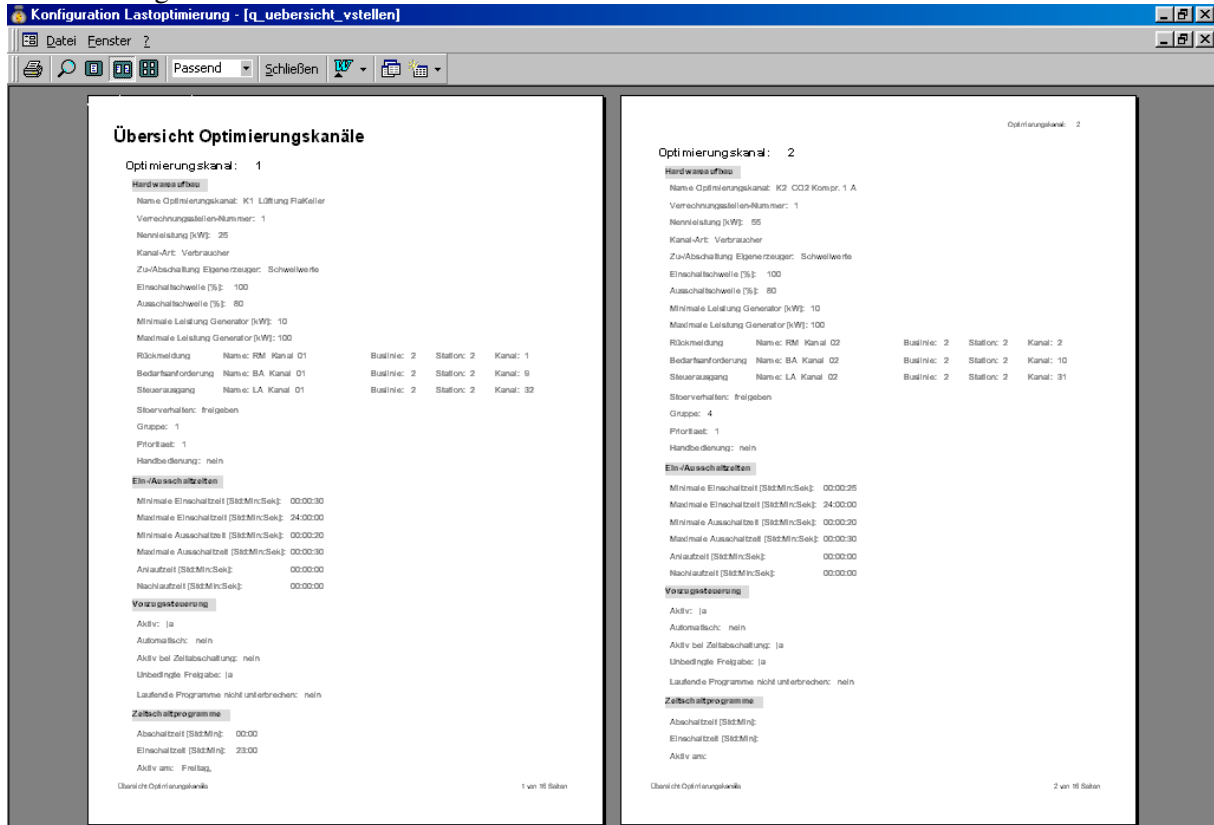 Konfiguration Lastoptimierung - [q_uebersicht_vstellen]
Datei Fenster ?
Passend Schließen
Übersicht Optimierungskanäle
Optimierungskanal: 1
Hardwareaufbau
Name Optimierungskanal: K1 Lüftung FlaKeller
Verrechnungsstellen-Nummer: 1
Nennleistung [kW]: 25
Kanal-Art: Verbraucher
Zu-/Abschaltung Eigenerzeuger: Schwellwerte
Einschaltschwelle [%]: 100
Ausschaltschwelle [%]: 80
Minimale Leistung Generator [kW]: 10
Maximale Leistung Generator [kW]: 100
Rückmeldung Name: RM Kanal 01 Buslinie: 2 Station: 2 Kanal: 1
Bedarfsanforderung Name: BA Kanal 01 Buslinie: 2 Station: 2 Kanal: 9
Steuerausgang Name: LA Kanal 01 Buslinie: 2 Station: 2 Kanal: 32
Stoerverhalten: freigeben
Gruppe: 1
Prioritaet: 1
Handbedienung: nein
Ein-/Ausschaltzeiten
Minimale Einschaltzeit [Std:Min:Sek]: 00:00:30
Maximale Einschaltzeit [Std:Min:Sek]: 24:00:00
Minimale Ausschaltzeit [Std:Min:Sek]: 00:00:20
Maximale Ausschaltzeit [Std:Min:Sek]: 00:00:30
Anlaufzeit [Std:Min:Sek]: 00:00:00
Nachlaufzeit [Std:Min:Sek]: 00:00:00
Vorzugssteuerung
Aktiv: ja
Automatisch: nein
Aktiv bei Zeitabschaltung: nein
Unbedingte Freigabe: ja
Laufende Programme nicht unterbrechen: nein
Zeitschaltprogramme
Abschaltzeit [Std:Min]: 00:00
Einschaltzeit [Std:Min]: 23:00
Aktiv am: Freitag,
Übersicht Optimierungskanäle 1 von 16 Seiten
Optimierungskanal: 2
Optimierungskanal: 2
Hardwareaufbau
Name Optimierungskanal: K2 CO2 Kompr. 1 A
Verrechnungsstellen-Nummer: 1
Nennleistung [kW]: 55
Kanal-Art: Verbraucher
Zu-/Abschaltung Eigenerzeuger: Schwellwerte
Einschaltschwelle [%]: 100
Ausschaltschwelle [%]: 80
Minimale Leistung Generator [kW]: 10
Maximale Leistung Generator [kW]: 100
Rückmeldung Name: RM Kanal 02 Buslinie: 2 Station: 2 Kanal: 2
Bedarfsanforderung Name: BA Kanal 02 Buslinie: 2 Station: 2 Kanal: 10
Steuerausgang Name: LA Kanal 02 Buslinie: 2 Station: 2 Kanal: 31
Stoerverhalten: freigeben
Gruppe: 4
Prioritaet: 1
Handbedienung: nein
Ein-/Ausschaltzeiten
Minimale Einschaltzeit [Std:Min:Sek]: 00:00:25
Maximale Einschaltzeit [Std:Min:Sek]: 24:00:00
Minimale Ausschaltzeit [Std:Min:Sek]: 00:00:20
Maximale Ausschaltzeit [Std:Min:Sek]: 00:00:30
Anlaufzeit [Std:Min:Sek]: 00:00:00
Nachlaufzeit [Std:Min:Sek]: 00:00:00
Vorzugssteuerung
Aktiv: ja
Automatisch: nein
Aktiv bei Zeitabschaltung: ja
Unbedingte Freigabe: ja
Laufende Programme nicht unterbrechen: nein
Zeitschaltprogramme
Abschaltzeit [Std:Min]:
Einschaltzeit [Std:Min]:
Aktiv am:
Übersicht Optimierungskanäle 2 von 16 Seiten